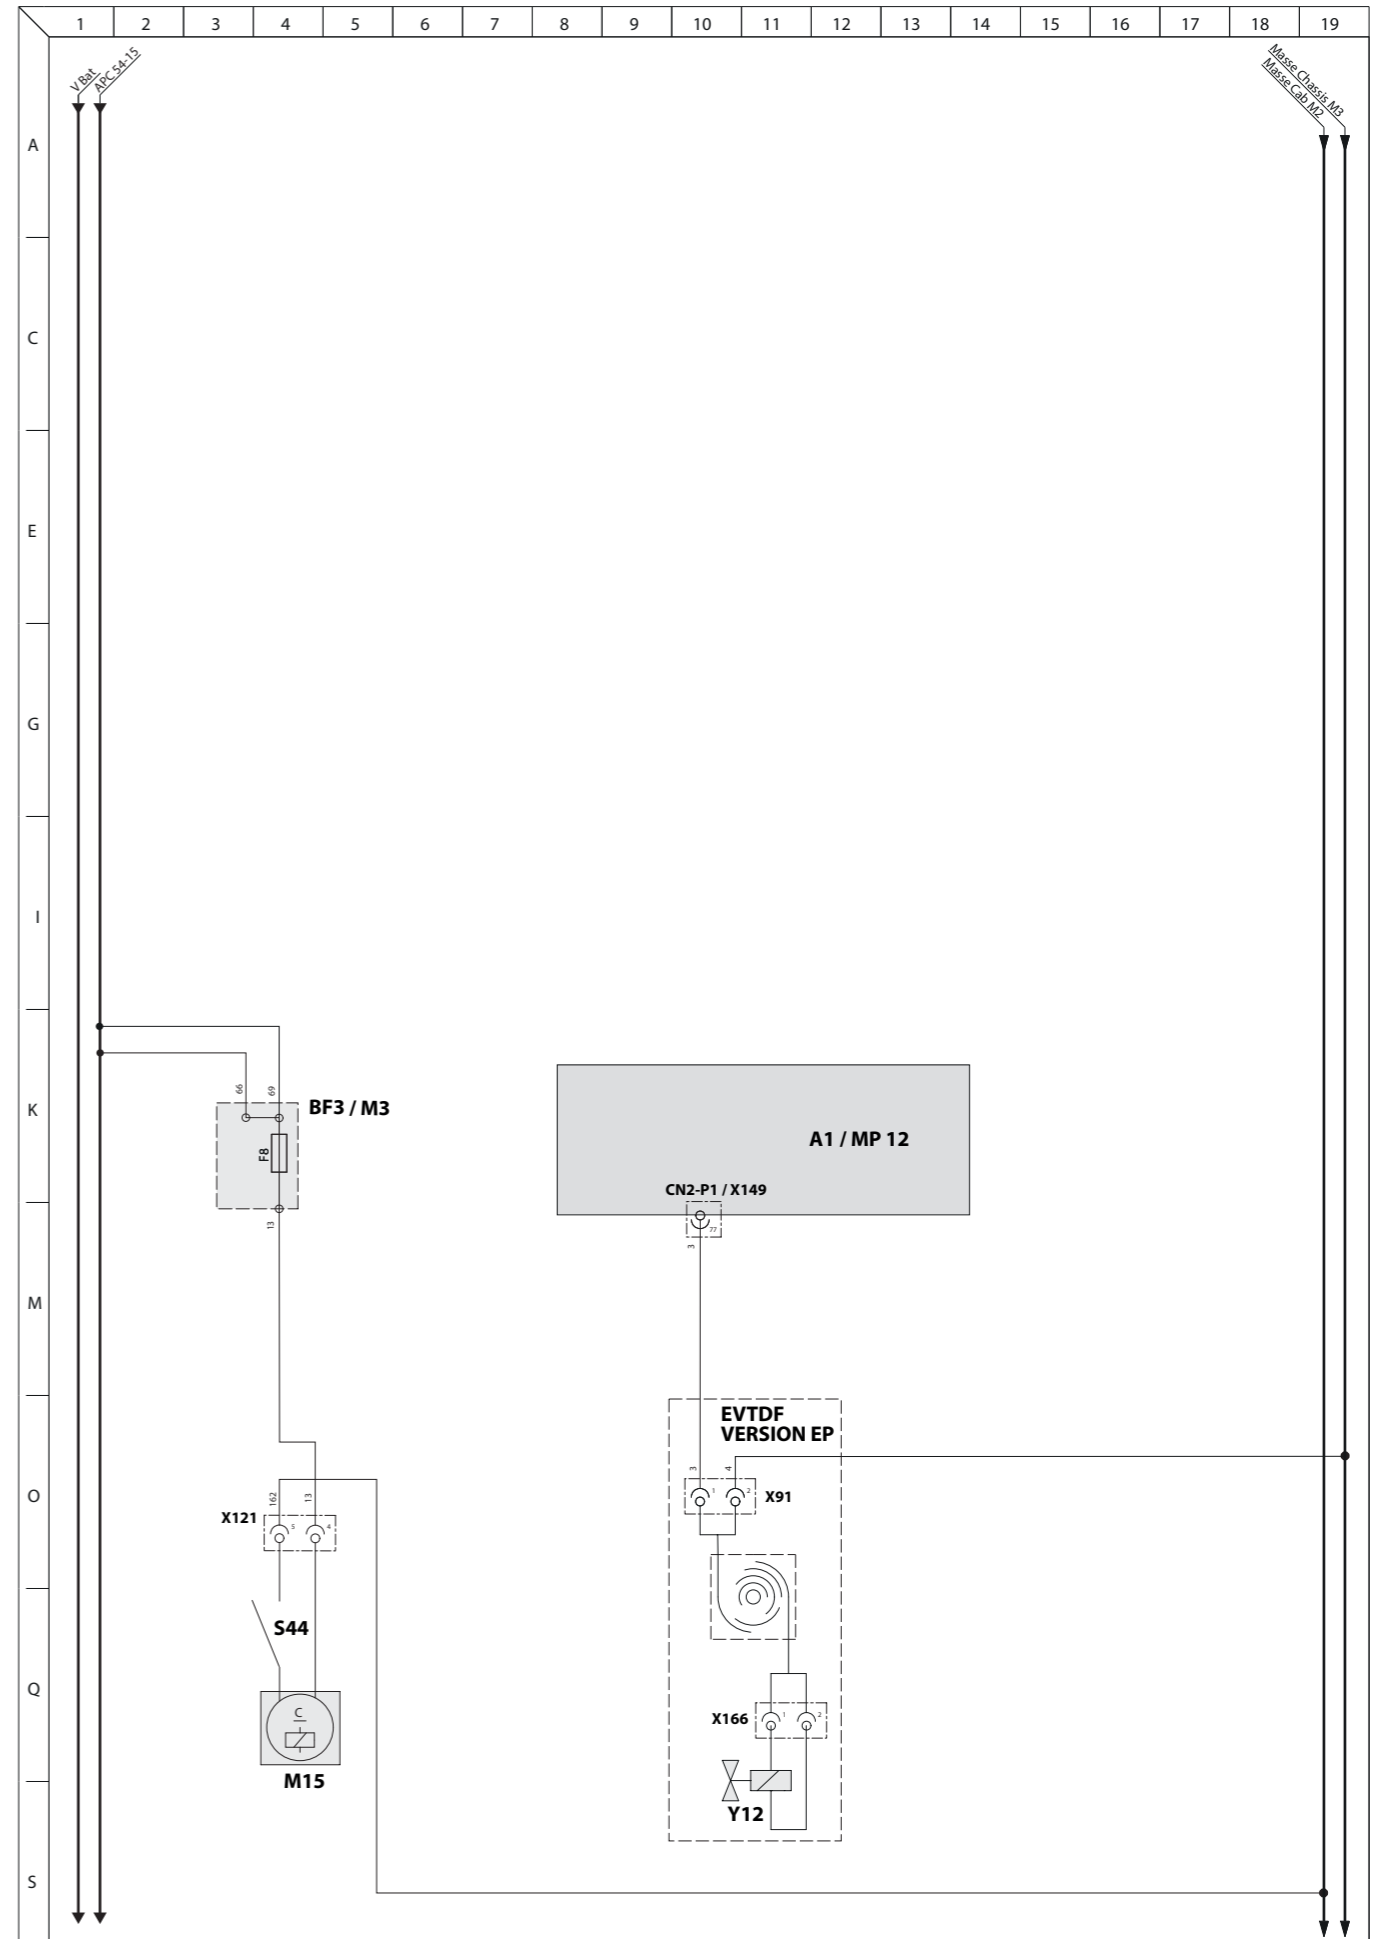 1 2 3 4 5 6 7 8 9 10 11 12 13 14 15 16 17 18 19
V Bat
APC 54-15
Masse Chassis M3
Masse Cab M2
A
C
E
G
I
K
66
69
BF3 / M3
F8
13
A1 / MP 12
CN2-P1 / X149
77
3
M
EVTDF
VERSION EP
3
4
1
2
X91
O
162
13
X121
5
4
S44
Q
C
M15
X166
1
2
Y12
S